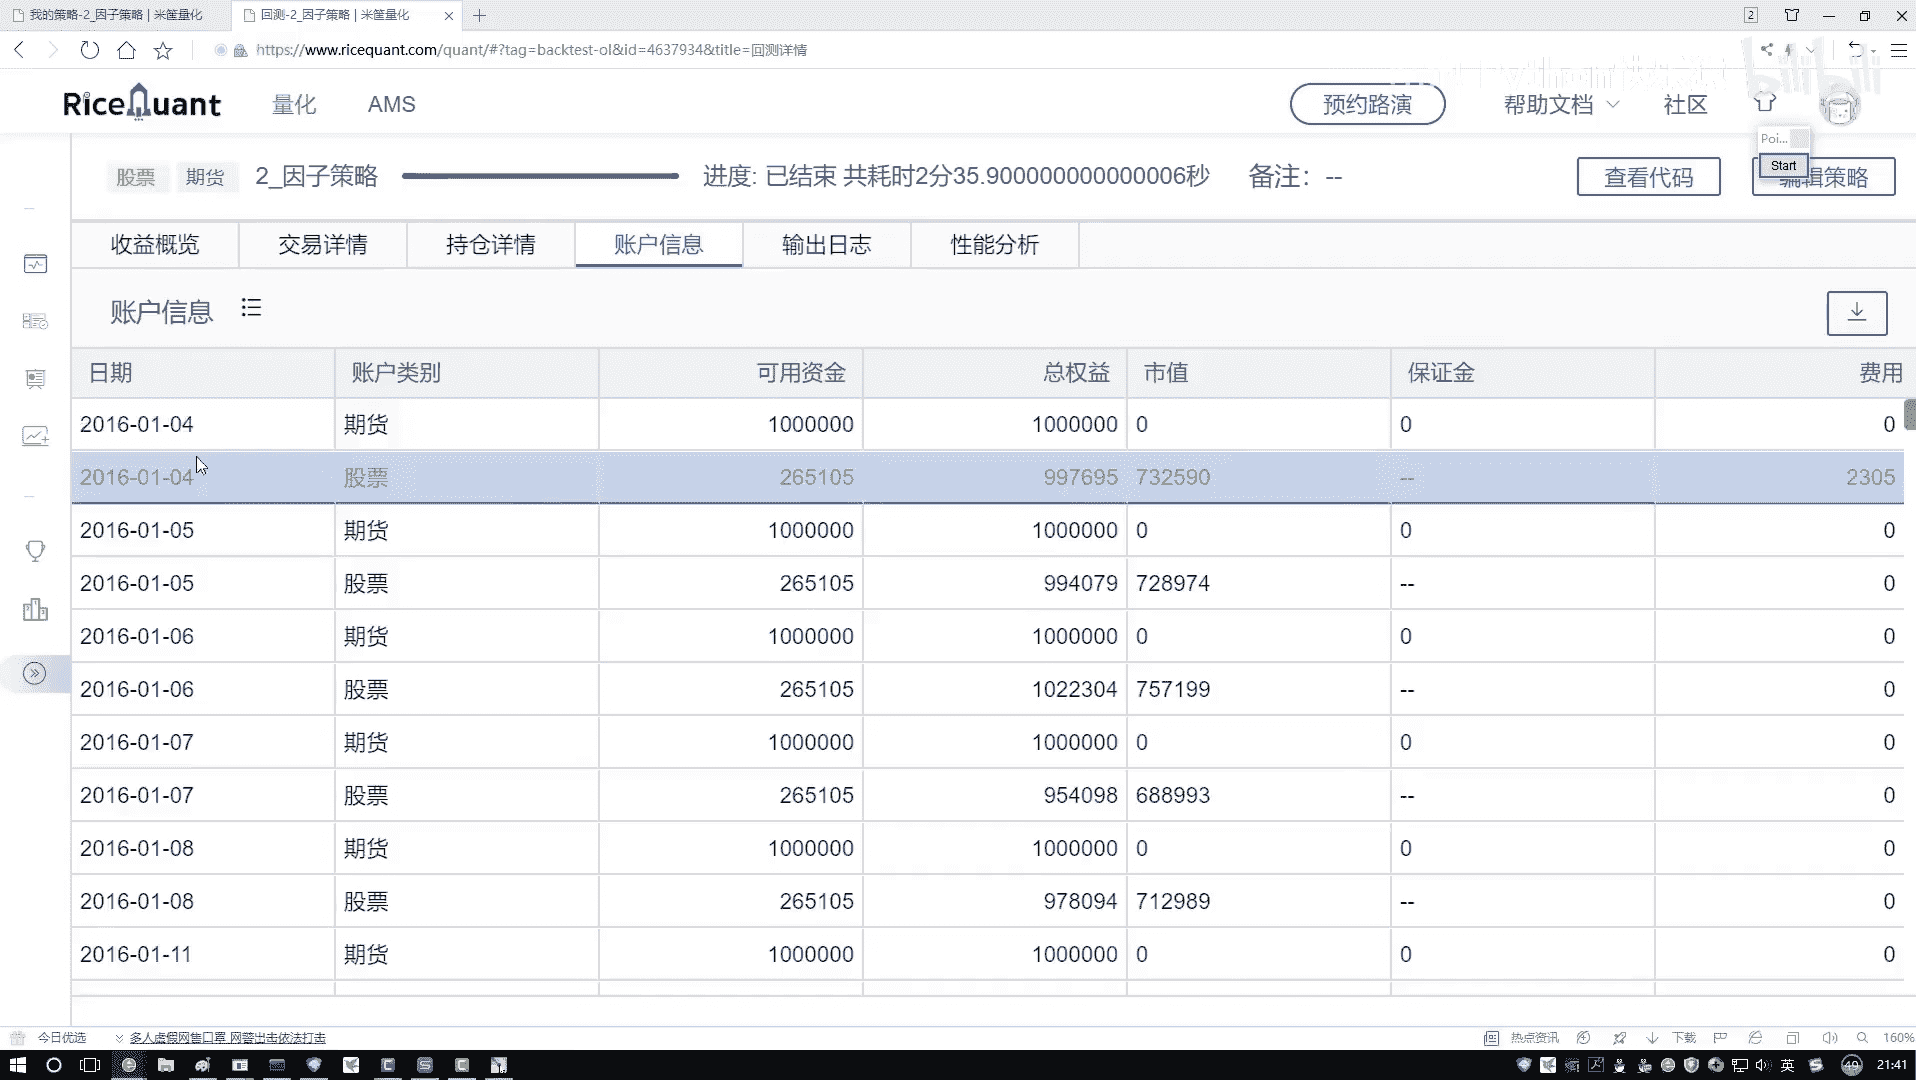 我的策略-2_因子策略 | 米筐量化
回测-2_因子策略 | 米筐量化
2
https://www.ricequant.com/quant/#?tag=backtest-ol&id=4637934&title=回测详情
bilibili
RiceQuant 量化 AMS 预约路演 帮助文档 社区
Poi...
Start
股票 期货 2_因子策略 进度: 已结束 共耗时2分35.900000000000006秒 备注： -- 查看代码 编辑策略
收益概览 交易详情 持仓详情 账户信息 输出日志 性能分析
账户信息
日期 账户类别 可用资金 总权益 市值 保证金 费用
2016-01-04 期货 1000000 1000000 0 0 0
2016-01-04 股票 265105 997695 732590 -- 2305
2016-01-05 期货 1000000 1000000 0 0 0
2016-01-05 股票 265105 994079 728974 -- 0
2016-01-06 期货 1000000 1000000 0 0 0
2016-01-06 股票 265105 1022304 757199 -- 0
2016-01-07 期货 1000000 1000000 0 0 0
2016-01-07 股票 265105 954098 688993 -- 0
2016-01-08 期货 1000000 1000000 0 0 0
2016-01-08 股票 265105 978094 712989 -- 0
2016-01-11 期货 1000000 1000000 0 0 0
今日优选 多人虚假网售口罩 网警出击依法打击 热点资讯 下载 160%
英 49 21:41